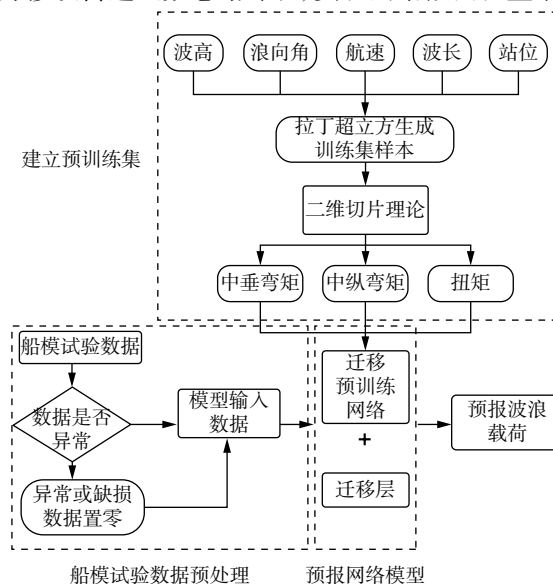 波高 浪向角 航速 波长 站位
拉丁超立方生成
训练集样本
建立预训练集
二维切片理论
中垂弯矩 中纵弯矩 扭矩
船模试验数据
迁移
预训练
网络
模型输入
数据
预报波浪
载荷
数据是否
异常
+
异常或缺损
数据置零
迁移层
船模试验数据预处理 预报网络模型